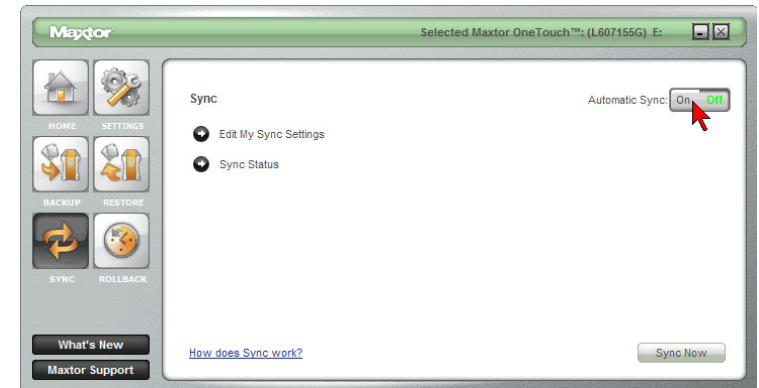 Maxtor
Selected Maxtor OneTouch™: (L607155G) E:
HOME SETTINGS
BACKUP RESTORE
SYNC ROLLBACK
What's New
Maxtor Support
Sync
Automatic Sync: On Off
Edit My Sync Settings
Sync Status
How does Sync work?
Sync Now